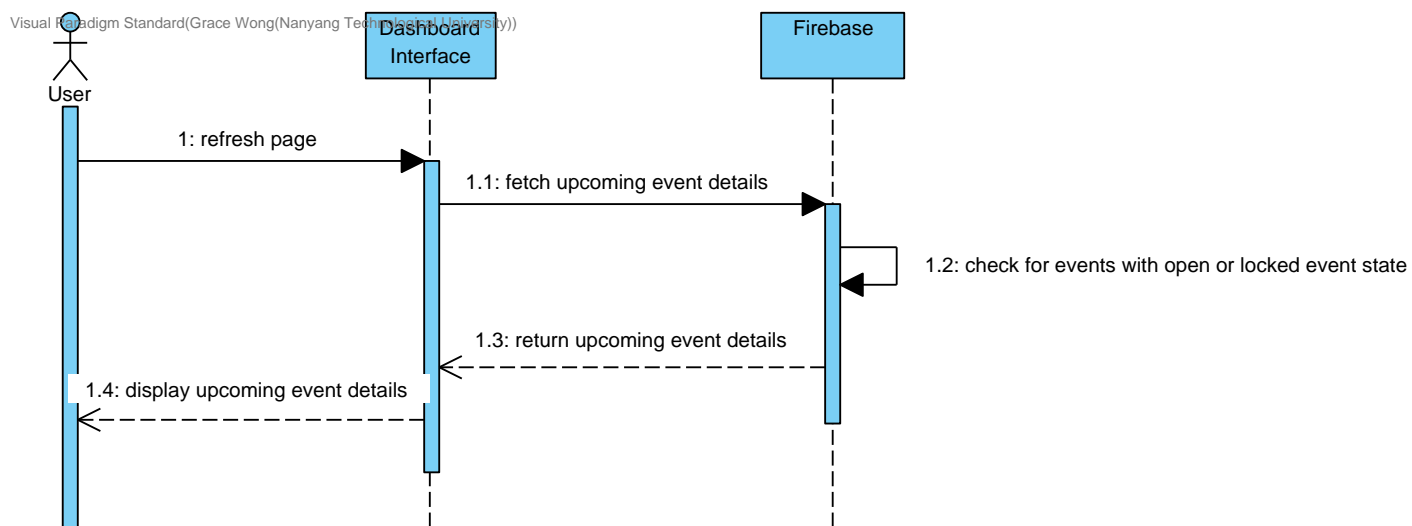 Visual Paradigm Standard(Grace Wong(Nanyang Technological University))
Dashboard
Interface
Firebase
User
1: refresh page
1.1: fetch upcoming event details
1.2: check for events with open or locked event state
1.3: return upcoming event details
1.4: display upcoming event details